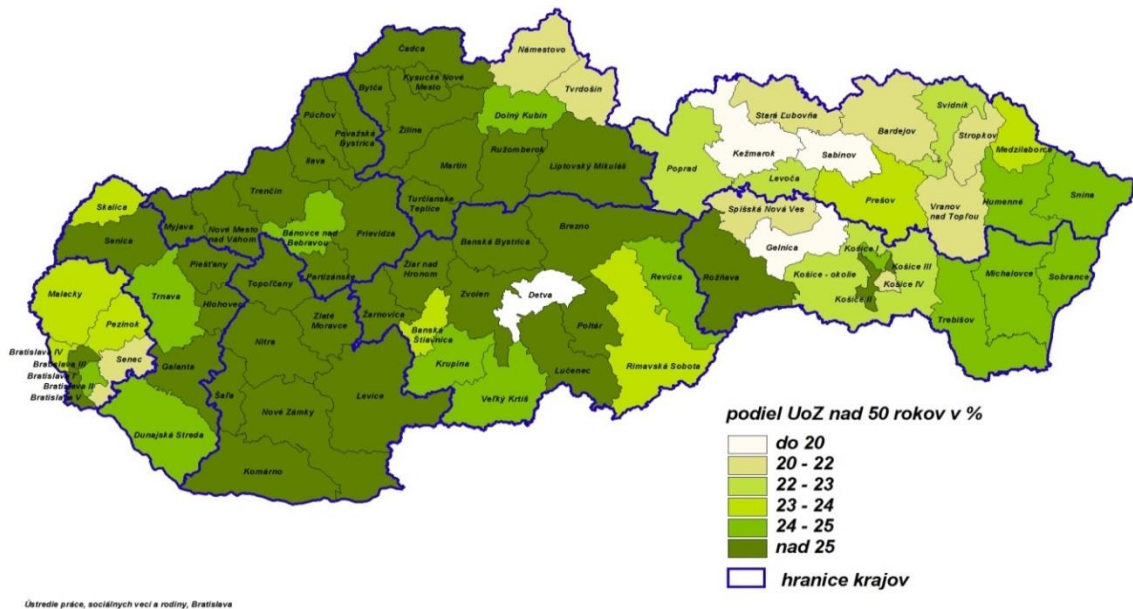 Čadca
Námestovo
Kysucké Nové
Mesto
Bytča
Tvrdošín
Púchov
Dolný Kubín
Stará Ľubovňa
Svidník
Považská
Bystrica
Žilina
Bardejov
Stropkov
Ružomberok
Kežmarok
Sabinov
Medzilaborce
Ilava
Martin
Liptovský Mikuláš
Poprad
Levoča
Trenčín
Prešov
Humenné
Snina
Skalica
Turčianske
Teplice
Vranov
nad Topľou
Myjava
Nové Mesto
nad Váhom
Bánovce nad
Bebravou
Prievidza
Spišská Nová Ves
Senica
Banská Bystrica
Brezno
Gelnica
Košice I
Piešťany
Partizánske
Žiar nad
Hronom
Revúca
Rožňava
Košice - okolie
Košice III
Michalovce
Sobrance
Malacky
Trnava
Topoľčany
Zvolen
Detva
Košice IV
Hlohovec
Košice II
Trebišov
Pezinok
Zlaté
Moravce
Žarnovica
Banská
Štiavnica
Poltár
Nitra
Bratislava IV
Senec
Bratislava III
Galanta
Krupina
Lučenec
Rimavská Sobota
Bratislava I
Bratislava II
Bratislava V
Šaľa
Levice
Nové Zámky
Veľký Krtíš
Dunajská Streda
Komárno
podiel UoZ nad 50 rokov v %
do 20
20 - 22
22 - 23
23 - 24
24 - 25
nad 25
hranice krajov
Ústredie práce, sociálnych vecí a rodiny, Bratislava